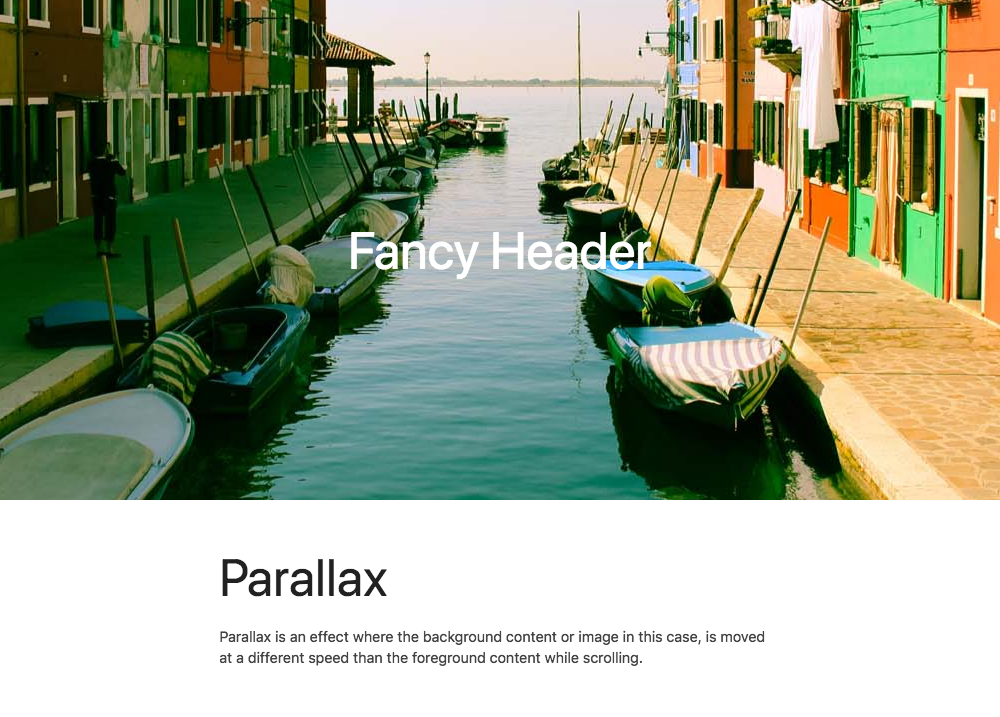 Fancy Header
Parallax
Parallax is an effect where the background content or image in this case, is moved
at a different speed than the foreground content while scrolling.